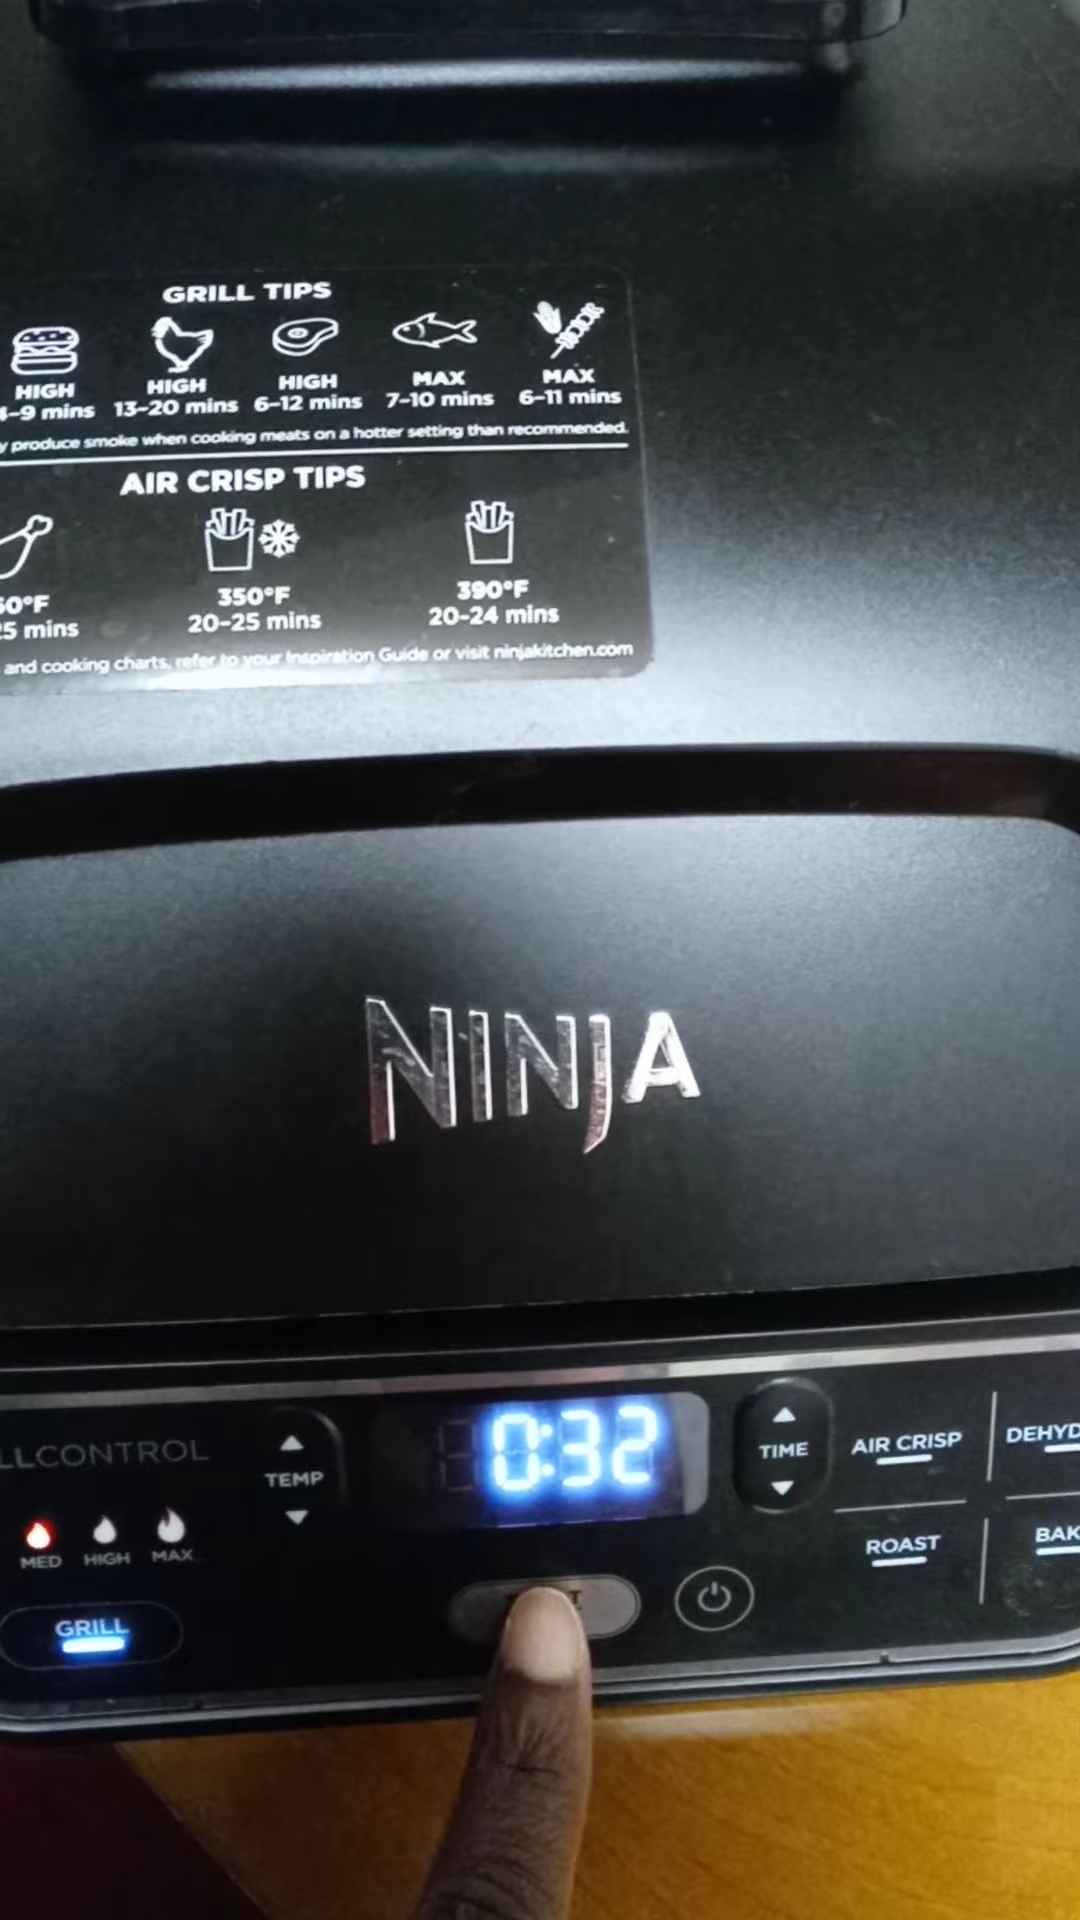 GRILL TIPS
HIGH HIGH HIGH MAX MAX
4-9 mins 13-20 mins 6-12 mins 7-10 mins 6-11 mins
produce smoke when cooking meats on a hotter setting than recommended.
AIR CRISP TIPS
350°F 390°F
mins 20-25 mins 20-24 mins
and cooking charts, refer to your Inspiration Guide or visit ninjakitchen.com
NINJA
LLCONTROL
TEMP
0:32
TIME
AIR CRISP
DEHYD
MED HIGH MAX
ROAST
BAK
GRILL